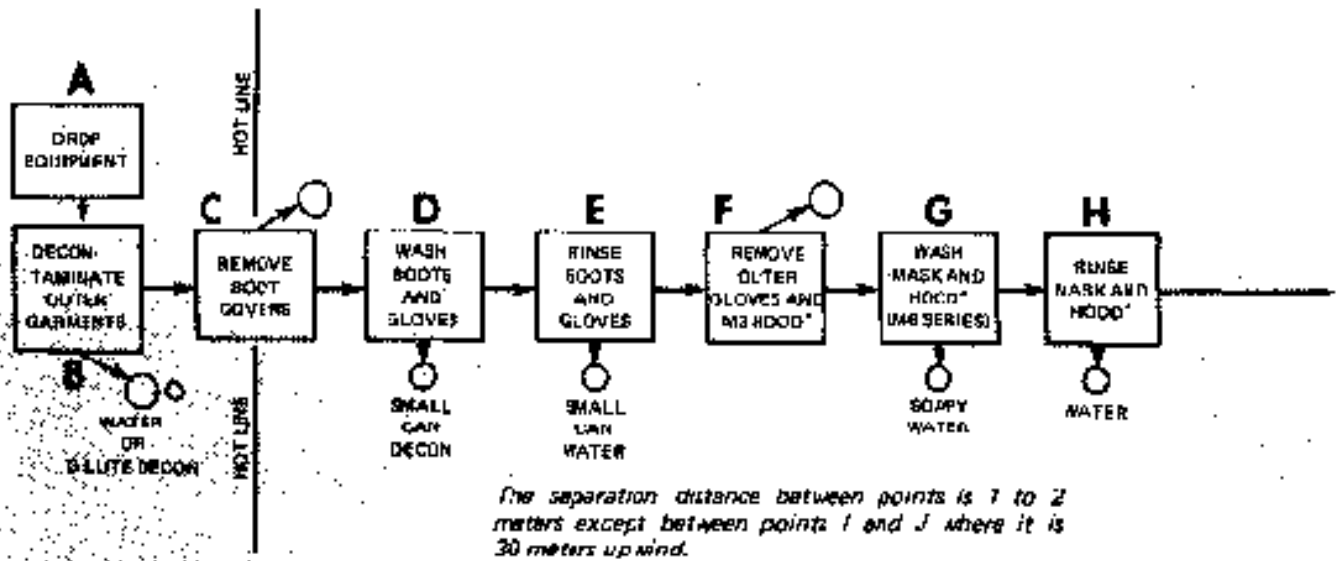 A
DROP
EQUIPMENT
HOT LINE
DECON-
TAMINATE
OUTER
GARMENTS
B
WATER
OR
DILUTE DECON
C
REMOVE
BOOT
COVERS
HOT LINE
D
WASH
BOOTS
AND
GLOVES
SMALL
CAN
DECON
E
RINSE
BOOTS
AND
GLOVES
SMALL
CAN
WATER
F
REMOVE
OUTER
GLOVES AND
M3 HOOD*
G
WASH
MASK AND
HOOD*
(M6 SERIES)
SOAPY
WATER
H
RINSE
MASK AND
HOOD*
WATER
The separation distance between points is 1 to 2
meters except between points I and J where it is
30 meters upwind.